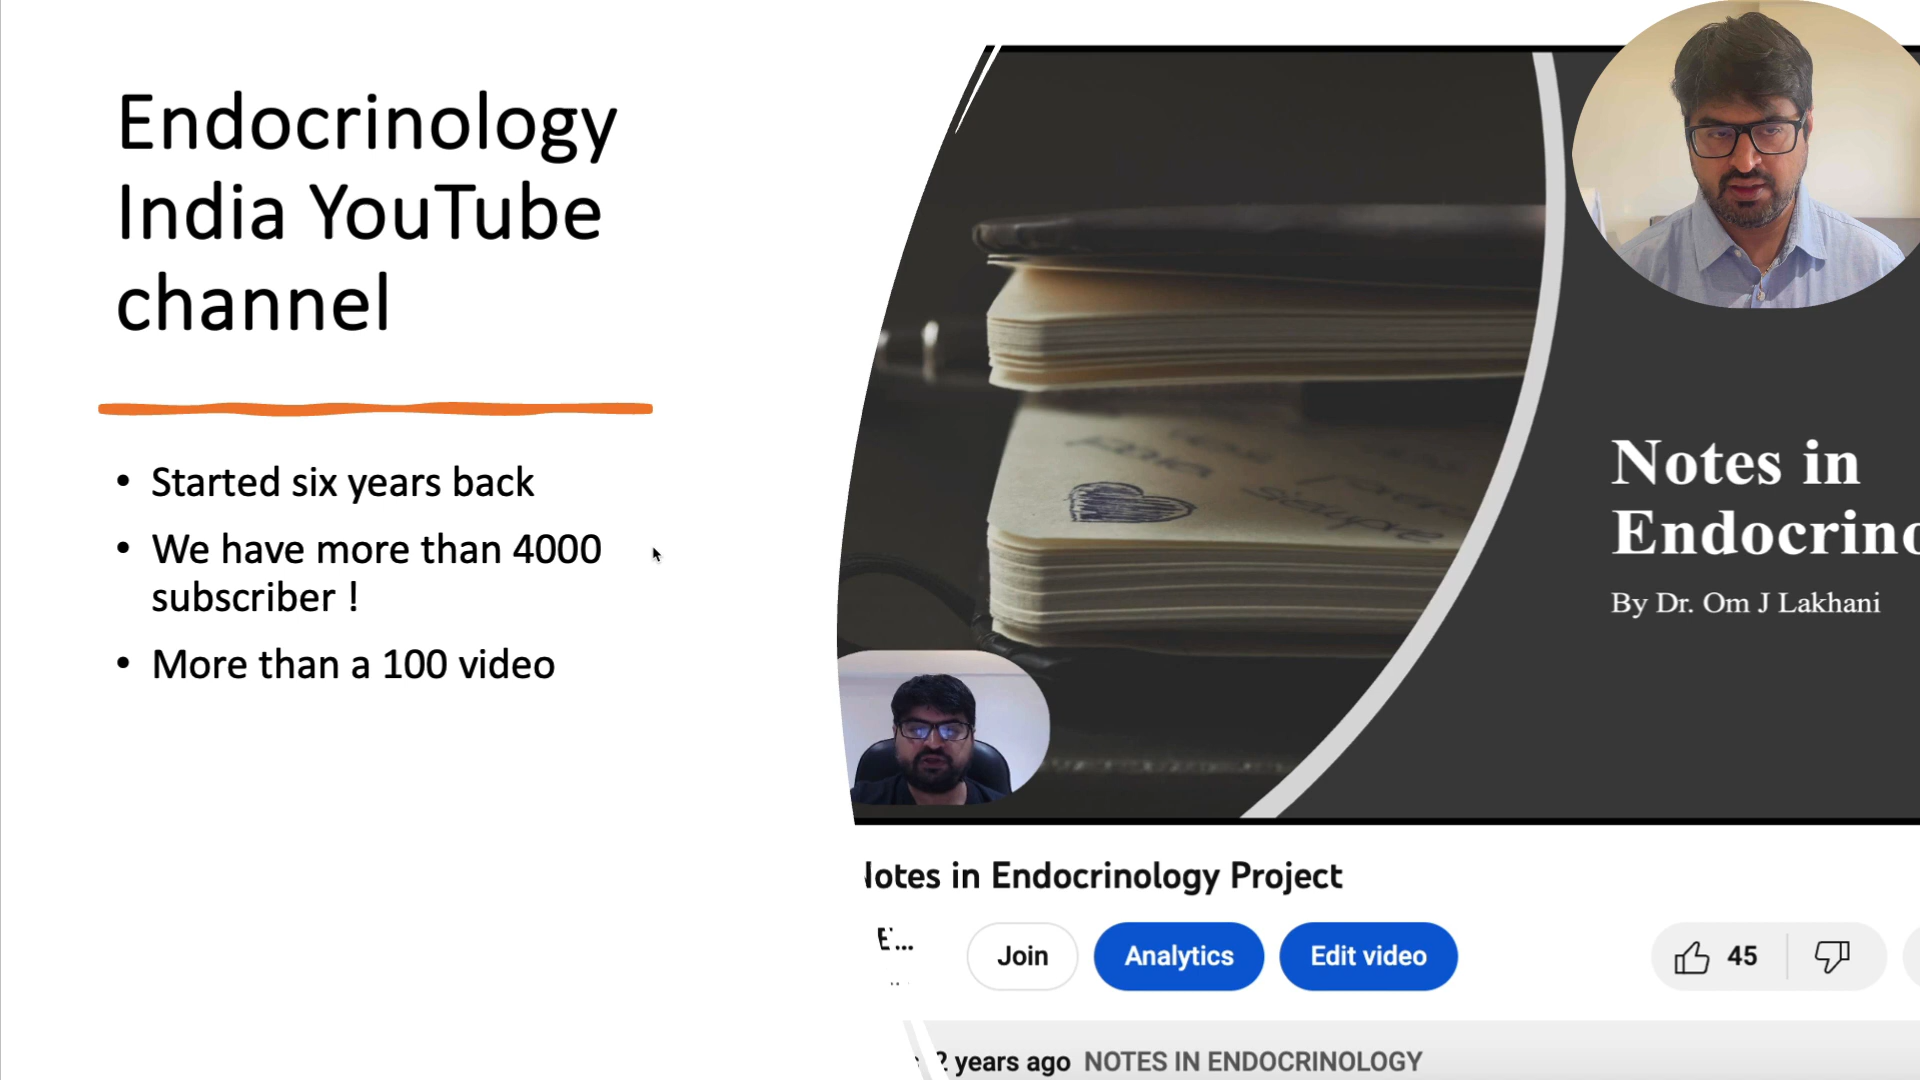 Endocrinology
India YouTube
channel
• Started six years back
• We have more than 4000
subscriber !
• More than a 100 video
Notes in
Endocrino
By Dr. Om J Lakhani
Notes in Endocrinology Project
E'...
Join
Analytics
Edit video
45
2 years ago NOTES IN ENDOCRINOLOGY